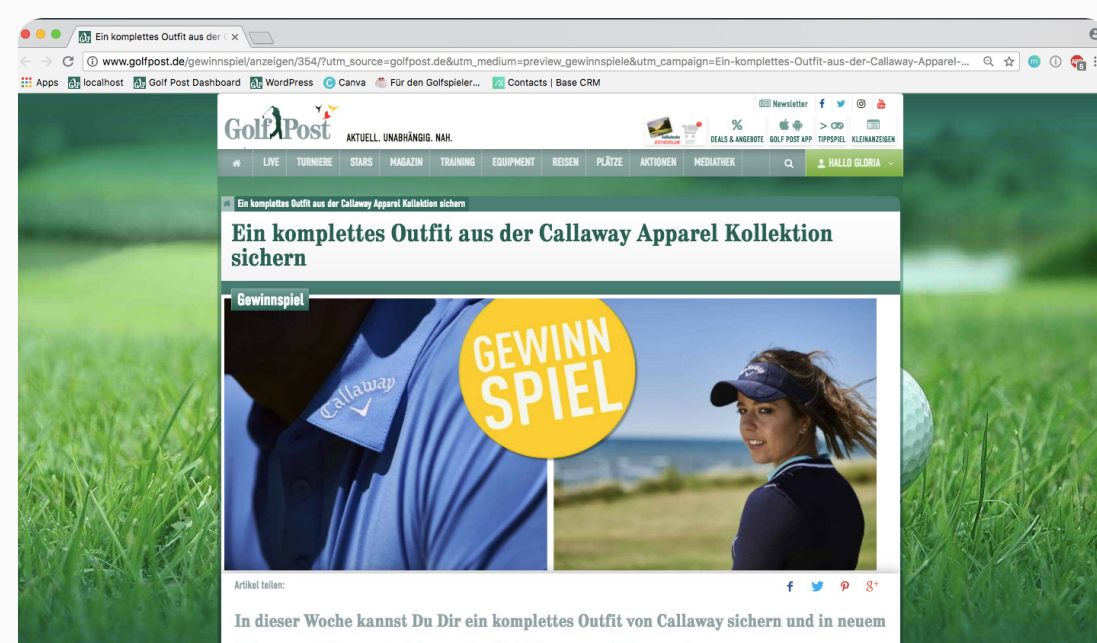 Ein komplettes Outfit aus der C
www.golfpost.de/gewinnspiel/anzeigen/354/?utm_source=golfpost.de&utm_medium=preview_gewinnspiele&utm_campaign=Ein-komplettes-Outfit-aus-der-Callaway-Apparel-...
Apps localhost Golf Post Dashboard WordPress Canva Für den Golfspieler... Contacts | Base CRM
Newsletter
Golf Post AKTUELL. UNABHÄNGIG. NAH.
DEALS & ANGEBOTE GOLF POST APP TIPPSPIEL KLEINANZEIGEN
LIVE TURNIERE STARS MAGAZIN TRAINING EQUIPMENT REISEN PLÄTZE AKTIONEN MEDIATHEK HALLO GLORIA
Ein komplettes Outfit aus der Callaway Apparel Kollektion sichern
Ein komplettes Outfit aus der Callaway Apparel Kollektion
sichern
Gewinnspiel
GEWINN
SPIEL
Callaway
Callaway
Artikel teilen:
In dieser Woche kannst Du Dir ein komplettes Outfit von Callaway sichern und in neuem